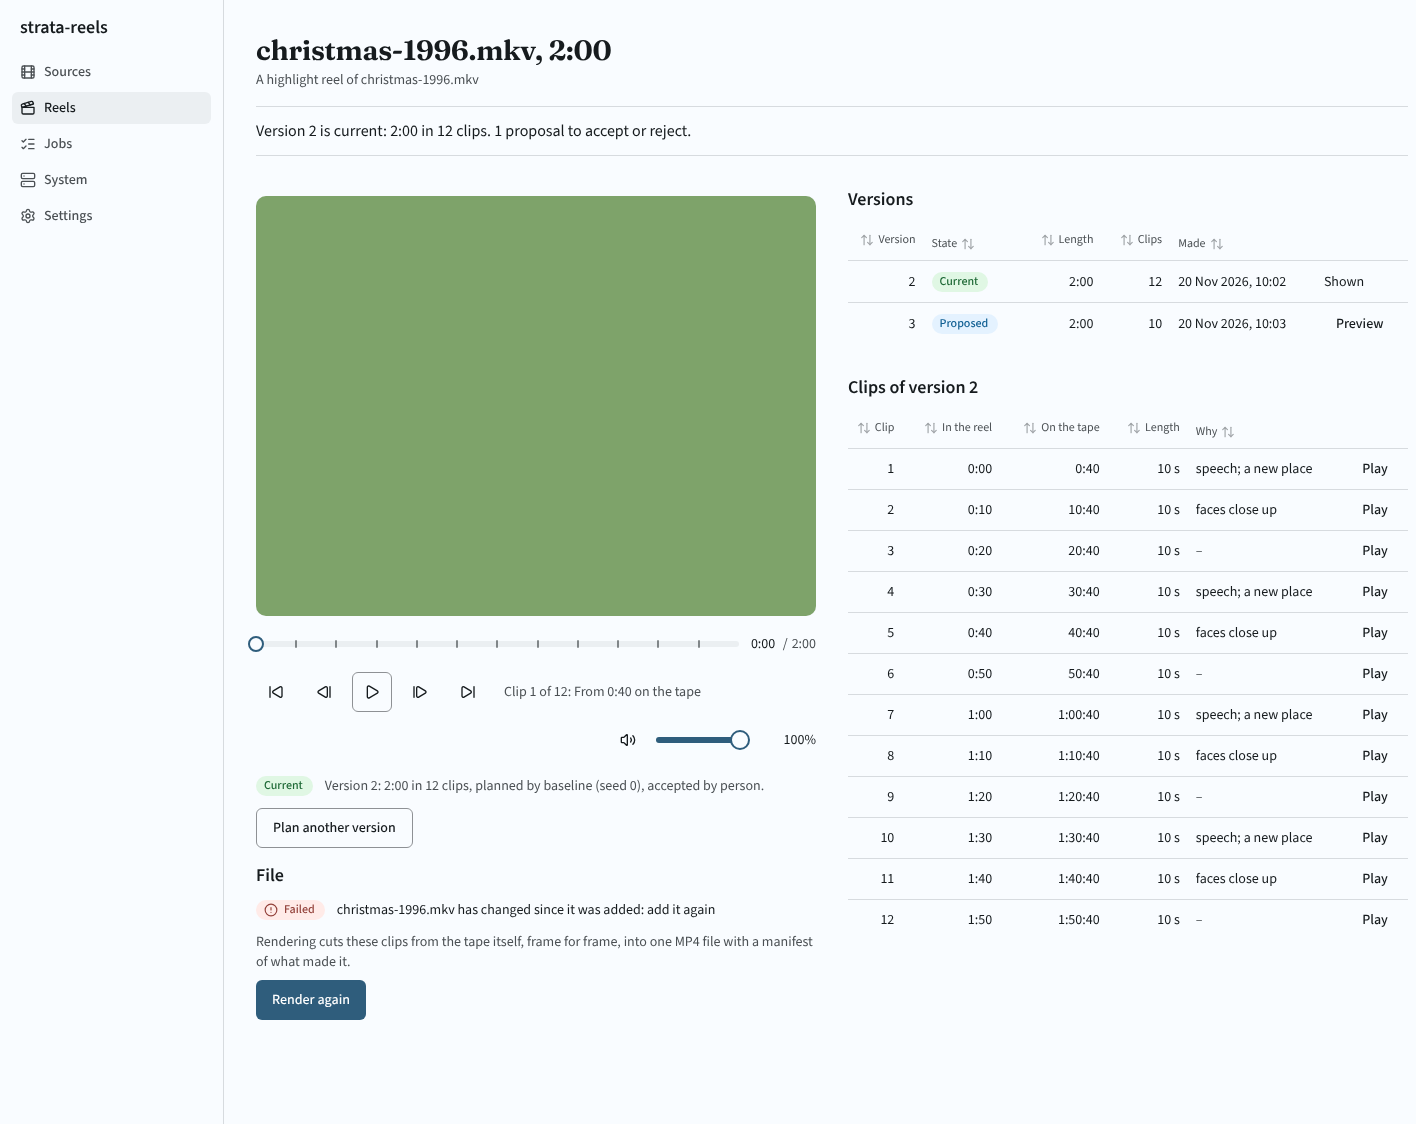 strata-reels
Sources
Reels
Jobs
System
Settings
christmas-1996.mkv, 2:00
A highlight reel of christmas-1996.mkv
Version 2 is current: 2:00 in 12 clips. 1 proposal to accept or reject.
0:00 / 2:00
Clip 1 of 12: From 0:40 on the tape
100%
Current Version 2: 2:00 in 12 clips, planned by baseline (seed 0), accepted by person.
Plan another version
File
Failed christmas-1996.mkv has changed since it was added: add it again
Rendering cuts these clips from the tape itself, frame for frame, into one MP4 file with a manifest
of what made it.
Render again
Versions
Version State Length Clips Made
2 Current 2:00 12 20 Nov 2026, 10:02 Shown
3 Proposed 2:00 10 20 Nov 2026, 10:03 Preview
Clips of version 2
Clip In the reel On the tape Length Why
1 0:00 0:40 10 s speech; a new place Play
2 0:10 10:40 10 s faces close up Play
3 0:20 20:40 10 s – Play
4 0:30 30:40 10 s speech; a new place Play
5 0:40 40:40 10 s faces close up Play
6 0:50 50:40 10 s – Play
7 1:00 1:00:40 10 s speech; a new place Play
8 1:10 1:10:40 10 s faces close up Play
9 1:20 1:20:40 10 s – Play
10 1:30 1:30:40 10 s speech; a new place Play
11 1:40 1:40:40 10 s faces close up Play
12 1:50 1:50:40 10 s – Play